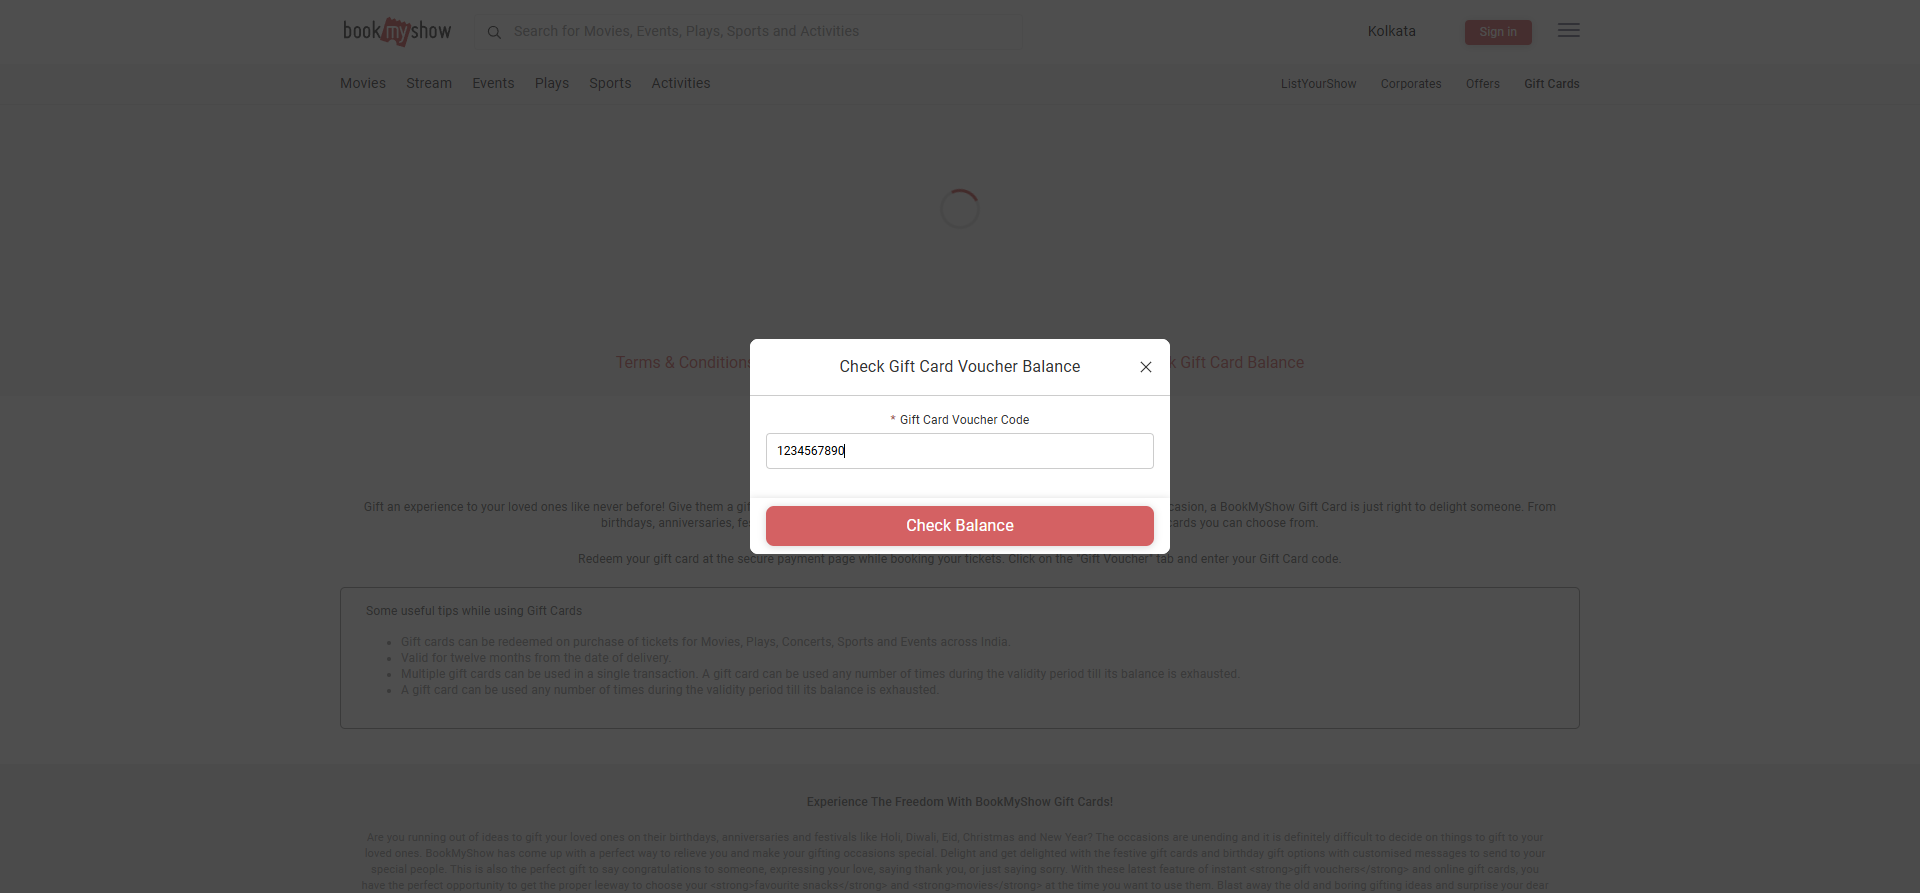 bookmyshow
Search for Movies, Events, Plays, Sports and Activities
Kolkata
Sign in
Movies Stream Events Plays Sports Activities
ListYourShow Corporates Offers Gift Cards
Terms & Conditions
k Gift Card Balance
Check Gift Card Voucher Balance
* Gift Card Voucher Code
1234567890
Check Balance
Gift an experience to your loved ones like never before! Give them a gif casion, a BookMyShow Gift Card is just right to delight someone. From
birthdays, anniversaries, fes cards you can choose from.
Redeem your gift card at the secure payment page while booking your tickets. Click on the "Gift Voucher" tab and enter your Gift Card code.
Some useful tips while using Gift Cards
• Gift cards can be redeemed on purchase of tickets for Movies, Plays, Concerts, Sports and Events across India.
• Valid for twelve months from the date of delivery.
• Multiple gift cards can be used in a single transaction. A gift card can be used any number of times during the validity period till its balance is exhausted.
• A gift card can be used any number of times during the validity period till its balance is exhausted.
Experience The Freedom With BookMyShow Gift Cards!
Are you running out of ideas to gift your loved ones on their birthdays, anniversaries and festivals like Holi, Diwali, Eid, Christmas and New Year? The occasions are unending and it is definitely difficult to decide on things to gift to your
loved ones. BookMyShow has come up with a perfect way to relieve you and make your gifting occasions special. Delight and get delighted with the festive gift cards and birthday gift options with customised messages to send to your
special people. This is also the perfect gift to say congratulations to someone, expressing your love, saying thank you, or just saying sorry. With these latest feature of instant <strong>gift vouchers</strong> and online gift cards, you
have the perfect opportunity to get the proper leeway to choose your <strong>favourite snacks</strong> and <strong>movies</strong> at the time you want to use them. Blast away the old and boring gifting ideas and surprise your dear